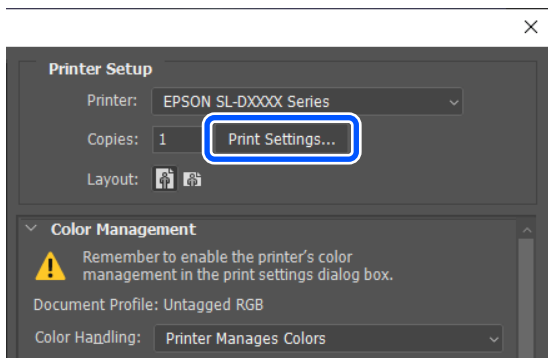 Printer Setup
Printer: EPSON SL-DXXXX Series
Copies: 1 Print Settings...
Layout:
Color Management
Remember to enable the printer's color
management in the print settings dialog box.
Document Profile: Untagged RGB
Color Handling: Printer Manages Colors